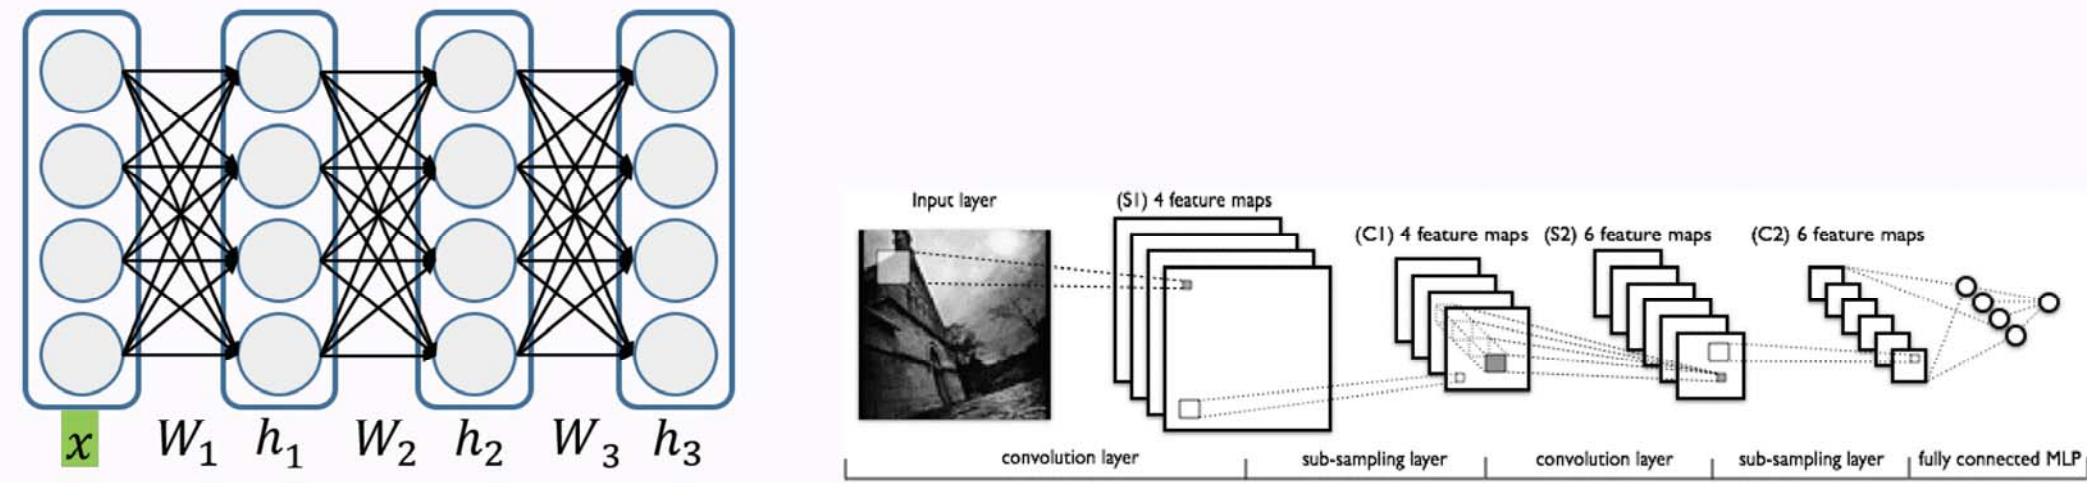 x W₁ h₁ W₂ h₂ W₃ h₃
Input layer
(S1) 4 feature maps
(C1) 4 feature maps
(S2) 6 feature maps
(C2) 6 feature maps
convolution layer
sub-sampling layer
convolution layer
sub-sampling layer
fully connected MLP